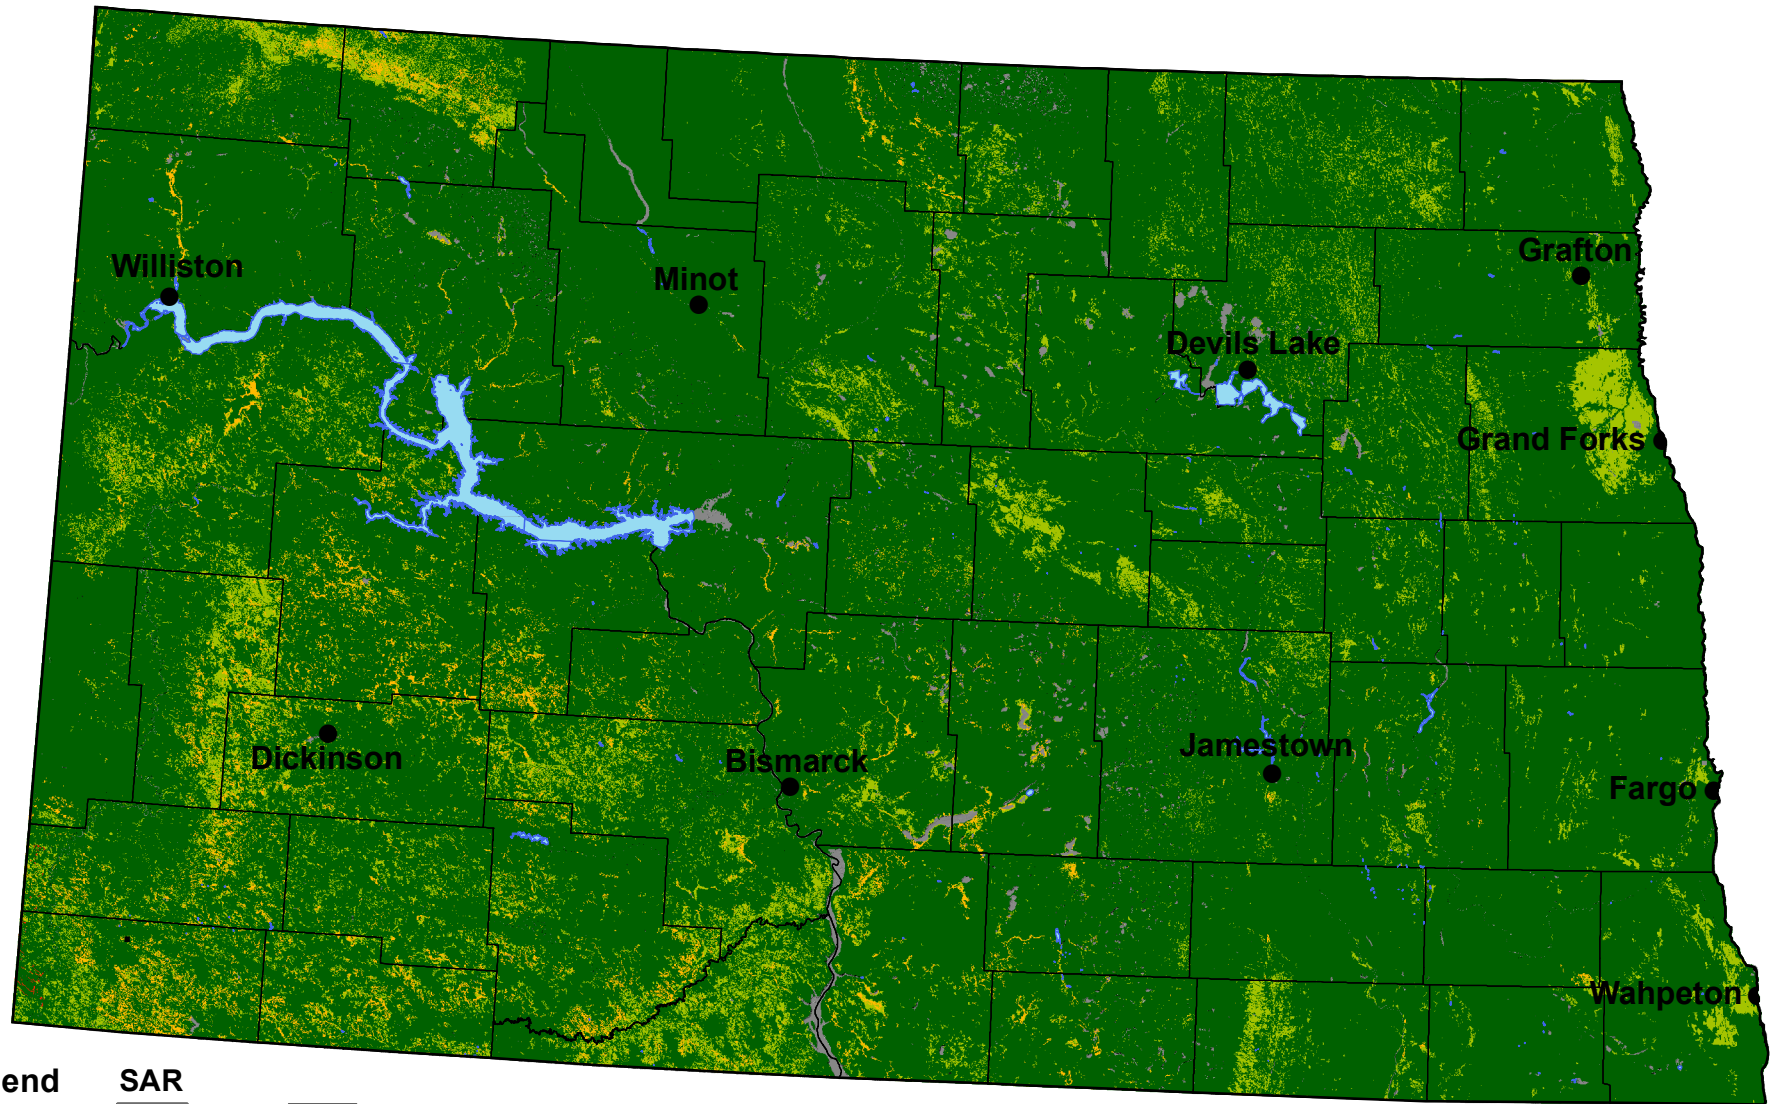 Grafton
Williston
Minot
Devils Lake
Grand Forks
Jamestown
Dickinson
Bismarck
Fargo
Wahpeton
end
SAR